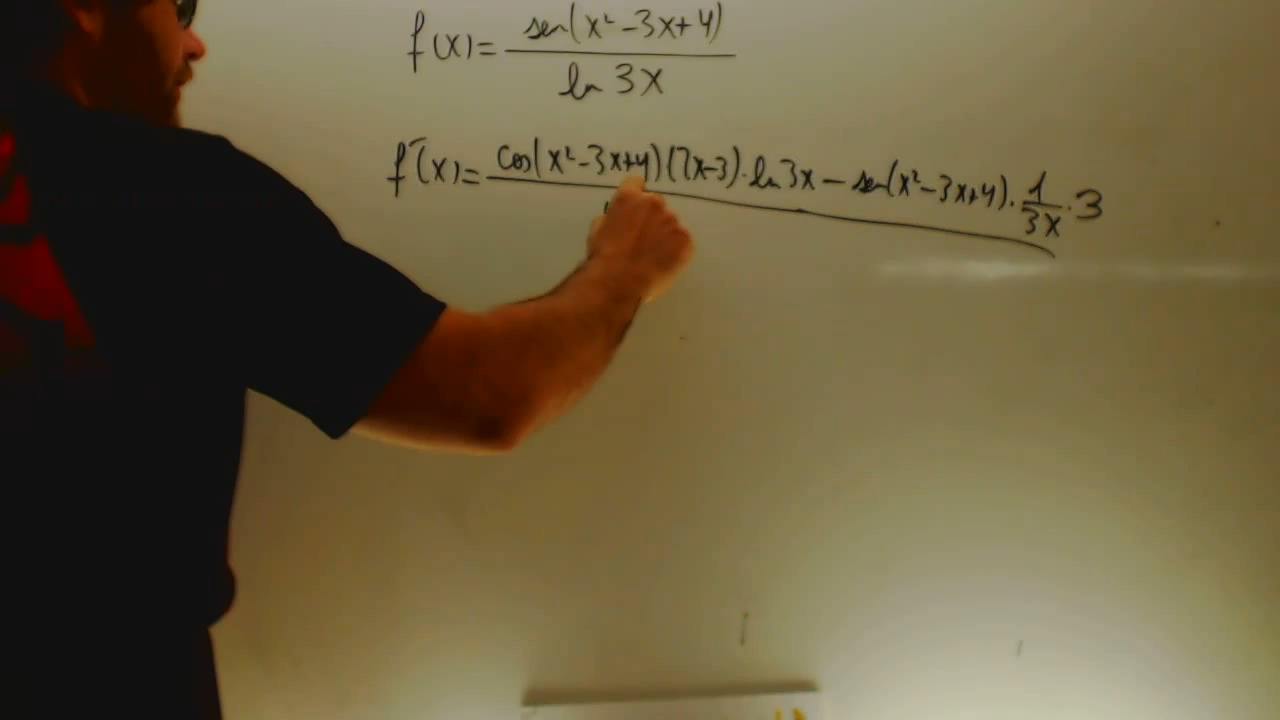 f(x) = sen(x² - 3x + 4) / ln 3x
f'(x) = cos(x² - 3x + 4)(7x - 3) · ln 3x - sen(x² - 3x + 4) · 1/3x · 3